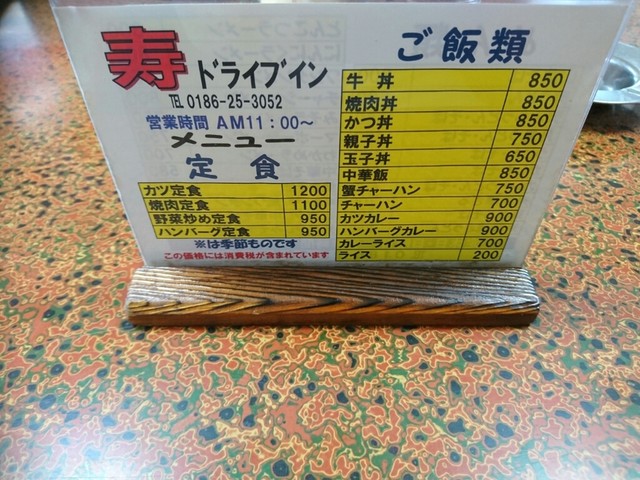 寿 ドライブイン
TEL 0186-25-3052
営業時間 AM11:00～
メニュー
定食
カツ定食 1200
焼肉定食 1100
野菜炒め定食 950
ハンバーグ定食 950
※は季節ものです
この価格には消費税が含まれています
ご飯類
牛丼 850
焼肉丼 850
かつ丼 850
親子丼 750
玉子丼 650
中華飯 850
蟹チャーハン 750
チャーハン 700
カツカレー 900
ハンバーグカレー 900
カレーライス 700
ライス 200